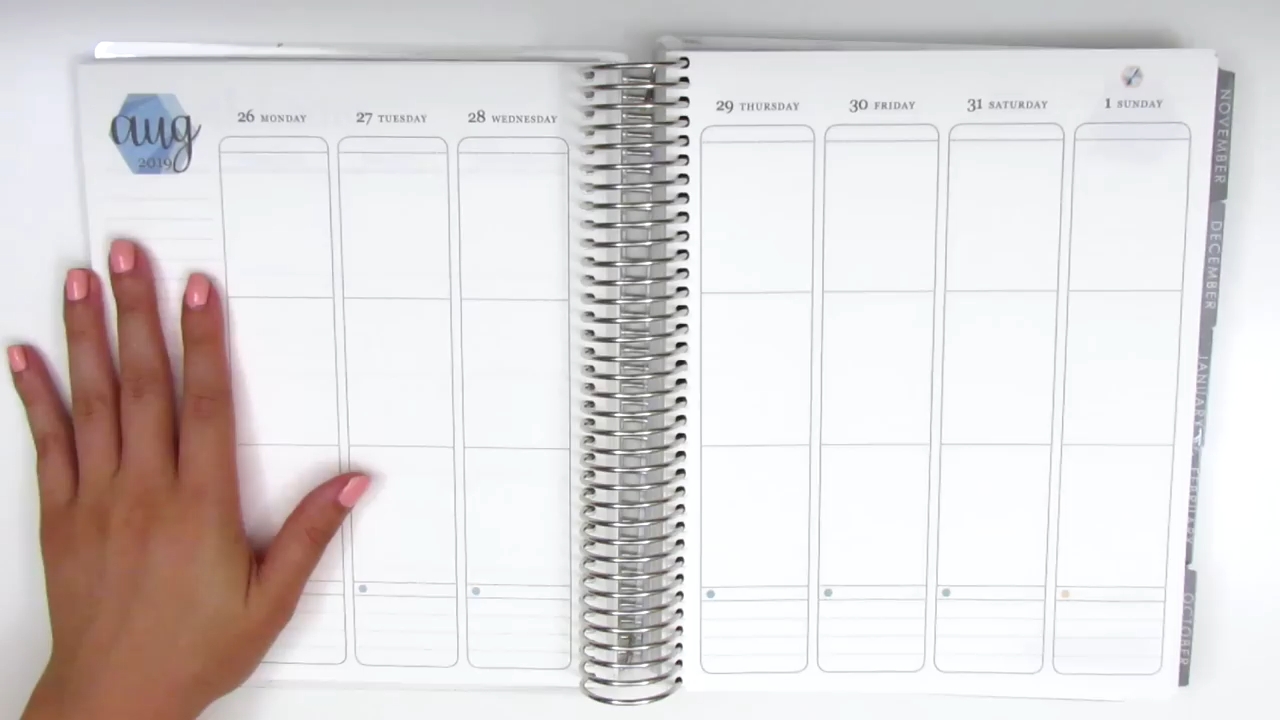 aug
2019
26 MONDAY
27 TUESDAY
28 WEDNESDAY
29 THURSDAY
30 FRIDAY
31 SATURDAY
1 SUNDAY
NOVEMBER
DECEMBER
JANUARY
FEBRUARY
OCTOBER